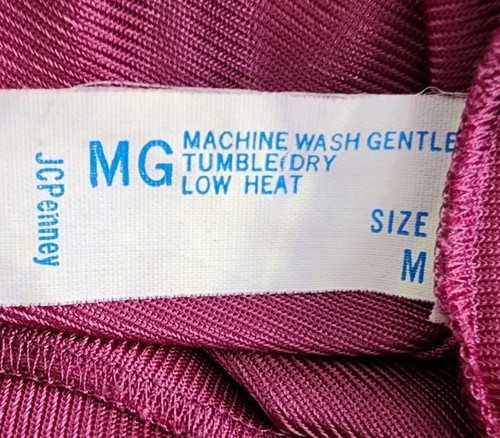 JCPenney
MG
MACHINE WASH GENTLE
TUMBLE DRY
LOW HEAT
SIZE
M